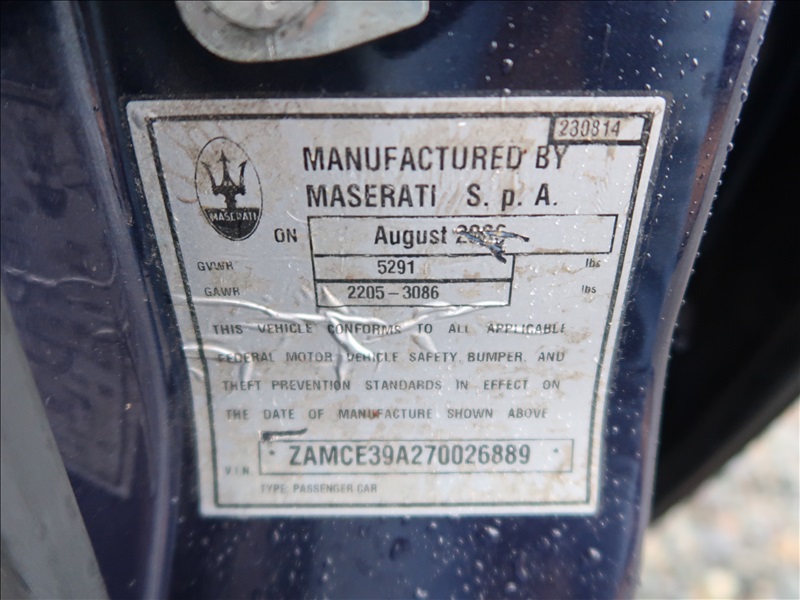 230814
MANUFACTURED BY
MASERATI S. p. A.
MASERATI
ON August
GVWR 5291 lbs
GAWR 2205-3086 lbs
THIS VEHICLE CONFORMS TO ALL APPLICABLE
FEDERAL MOTOR VEHICLE SAFETY, BUMPER, AND
THEFT PREVENTION STANDARDS IN EFFECT ON
THE DATE OF MANUFACTURE SHOWN ABOVE
V.I.N. * ZAMCE39A270026889 *
TYPE: PASSENGER CAR